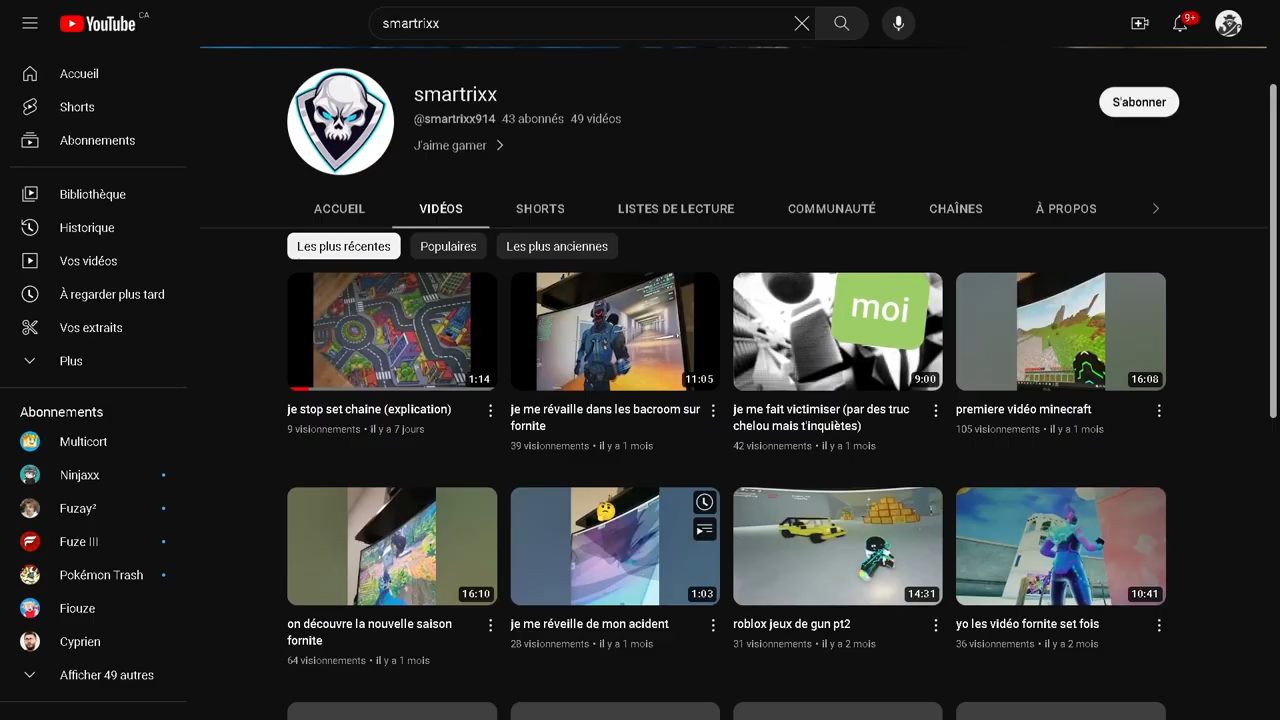 YouTube CA
smartrixx
9+
Accueil
Shorts
Abonnements
Bibliothèque
Historique
Vos vidéos
À regarder plus tard
Vos extraits
Plus
Abonnements
Multicort
Ninjaxx
Fuzay²
Fuze III
Pokémon Trash
Fiouze
Cyprien
Afficher 49 autres
smartrixx
@smartrixx914 43 abonnés 49 vidéos
J'aime gamer
S'abonner
ACCUEIL VIDÉOS SHORTS LISTES DE LECTURE COMMUNAUTÉ CHAÎNES À PROPOS
Les plus récentes Populaires Les plus anciennes
1:14
je stop set chaine (explication)
9 visionnements • il y a 7 jours
11:05
je me révaille dans les bacroom sur
fornite
39 visionnements • il y a 1 mois
moi
9:00
je me fait victimiser (par des truc
chelou mais t'inquiètes)
42 visionnements • il y a 1 mois
16:08
premiere vidéo minecraft
105 visionnements • il y a 1 mois
16:10
on découvre la nouvelle saison
fornite
64 visionnements • il y a 1 mois
1:03
je me réveille de mon acident
28 visionnements • il y a 1 mois
14:31
roblox jeux de gun pt2
31 visionnements • il y a 2 mois
10:41
yo les vidéo fornite set fois
36 visionnements • il y a 2 mois